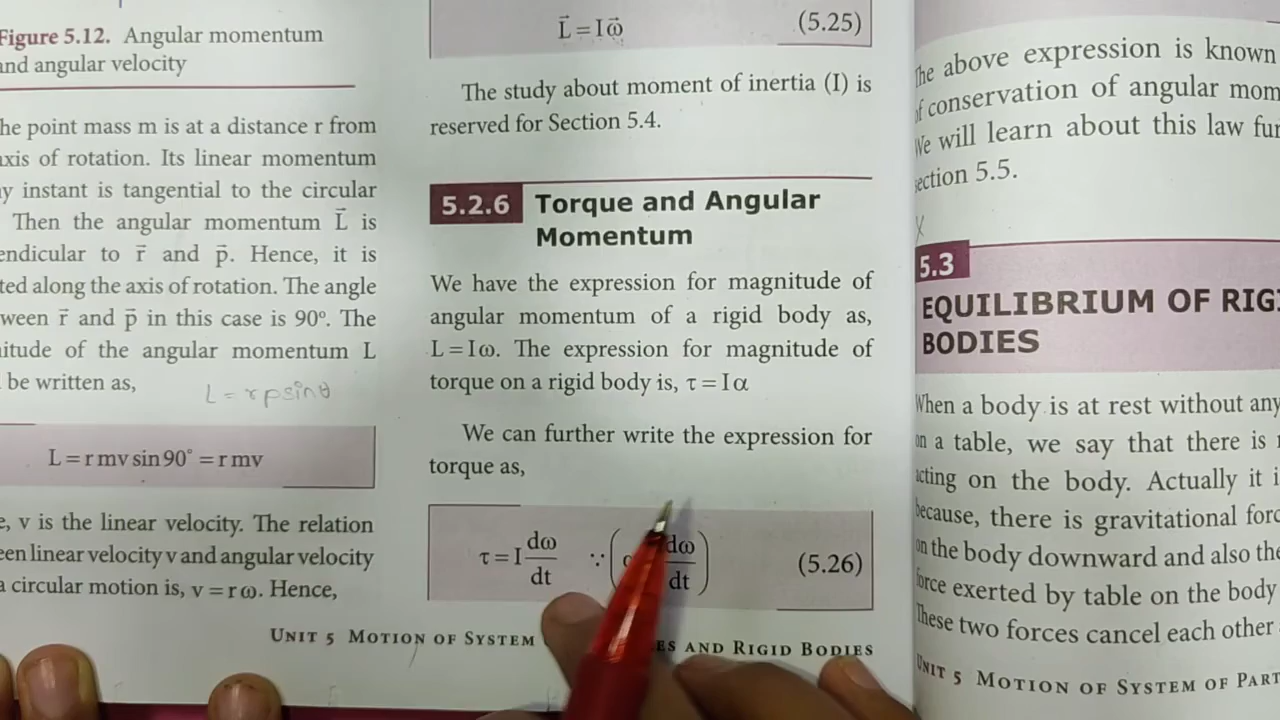 Figure 5.12. Angular momentum
and angular velocity
he point mass m is at a distance r from
axis of rotation. Its linear momentum
y instant is tangential to the circular
Then the angular momentum L⃗ is
endicular to r⃗ and p⃗. Hence, it is
ted along the axis of rotation. The angle
ween r⃗ and p⃗ in this case is 90°. The
itude of the angular momentum L
be written as,
L = r p sin θ
L = r mv sin 90° = r mv
e, v is the linear velocity. The relation
een linear velocity v and angular velocity
a circular motion is, v = r ω. Hence,
L⃗ = Iω⃗ (5.25)
The study about moment of inertia (I) is
reserved for Section 5.4.
5.2.6 Torque and Angular
Momentum
We have the expression for magnitude of
angular momentum of a rigid body as,
L = I ω. The expression for magnitude of
torque on a rigid body is, τ = I α
We can further write the expression for
torque as,
τ = I dω/dt ∵ ( dω/dt ) (5.26)
UNIT 5 MOTION OF SYSTEM ES AND RIGID BODIES
The above expression is known
of conservation of angular mom
We will learn about this law fur
section 5.5.
5.3
EQUILIBRIUM OF RIGI
BODIES
When a body is at rest without any
on a table, we say that there is
acting on the body. Actually it i
because, there is gravitational forc
on the body downward and also the
force exerted by table on the body
These two forces cancel each other
UNIT 5 MOTION OF SYSTEM OF PART